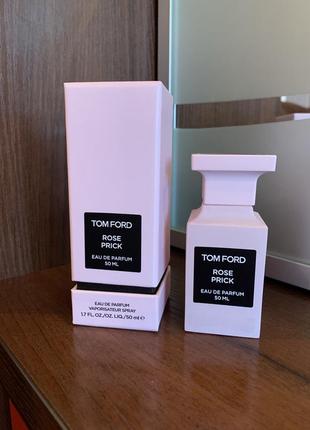 TOM FORD
ROSE
PRICK
EAU DE PARFUM
50 ML
EAU DE PARFUM
VAPORISATEUR SPRAY
1.7 FL. OZ./OZ. LIQ./50 ml ℮
TOM FORD
ROSE
PRICK
EAU DE PARFUM
50 ML